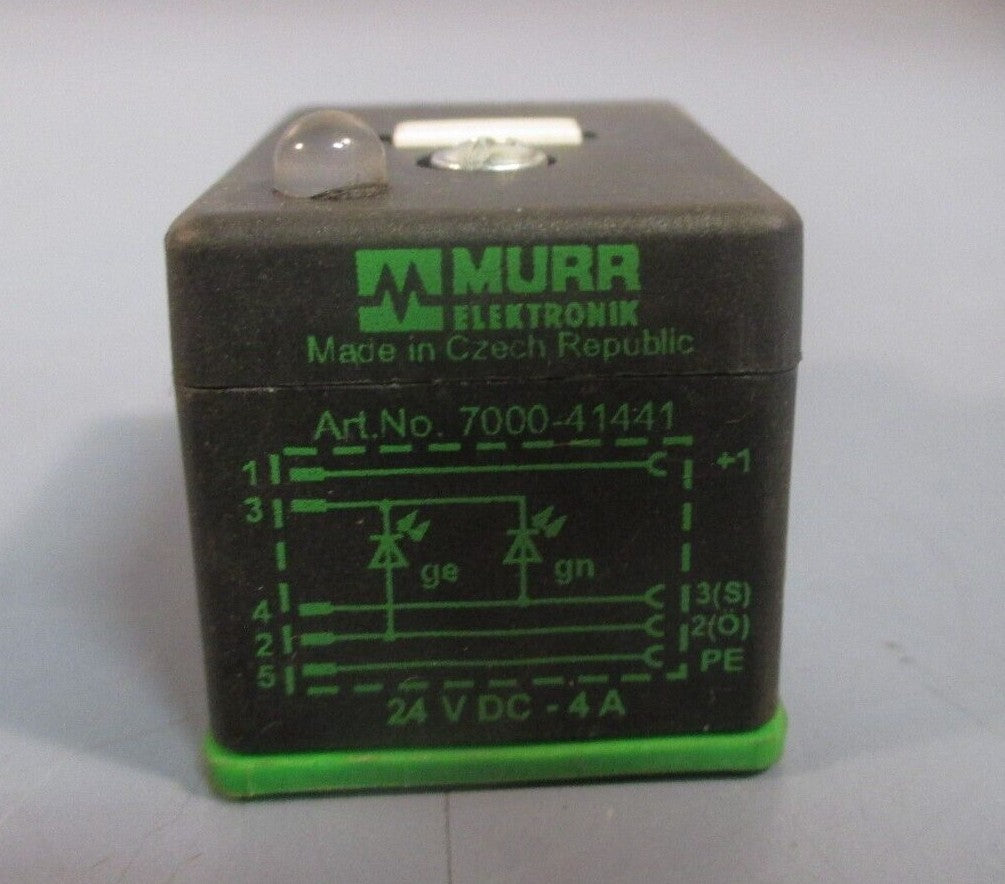 MURR
ELEKTRONIK
Made in Czech Republic
Art.No. 7000-41441
1 +1
3
ge gn
4 3(S)
2 2(Ö)
5 PE
24 V DC - 4 A